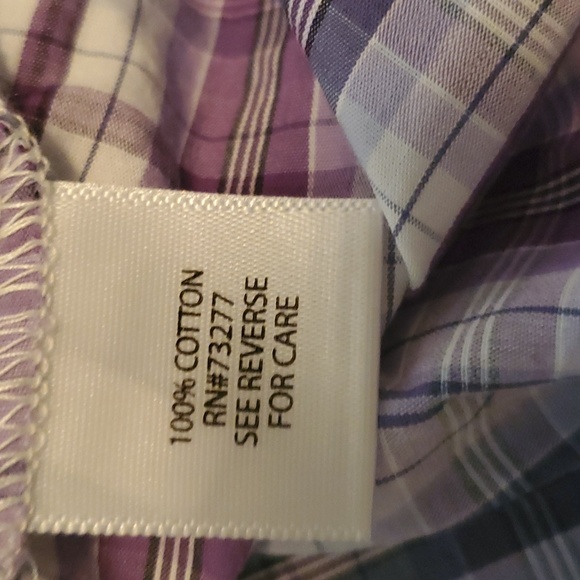 100% COTTON
RN#73277
SEE REVERSE
FOR CARE